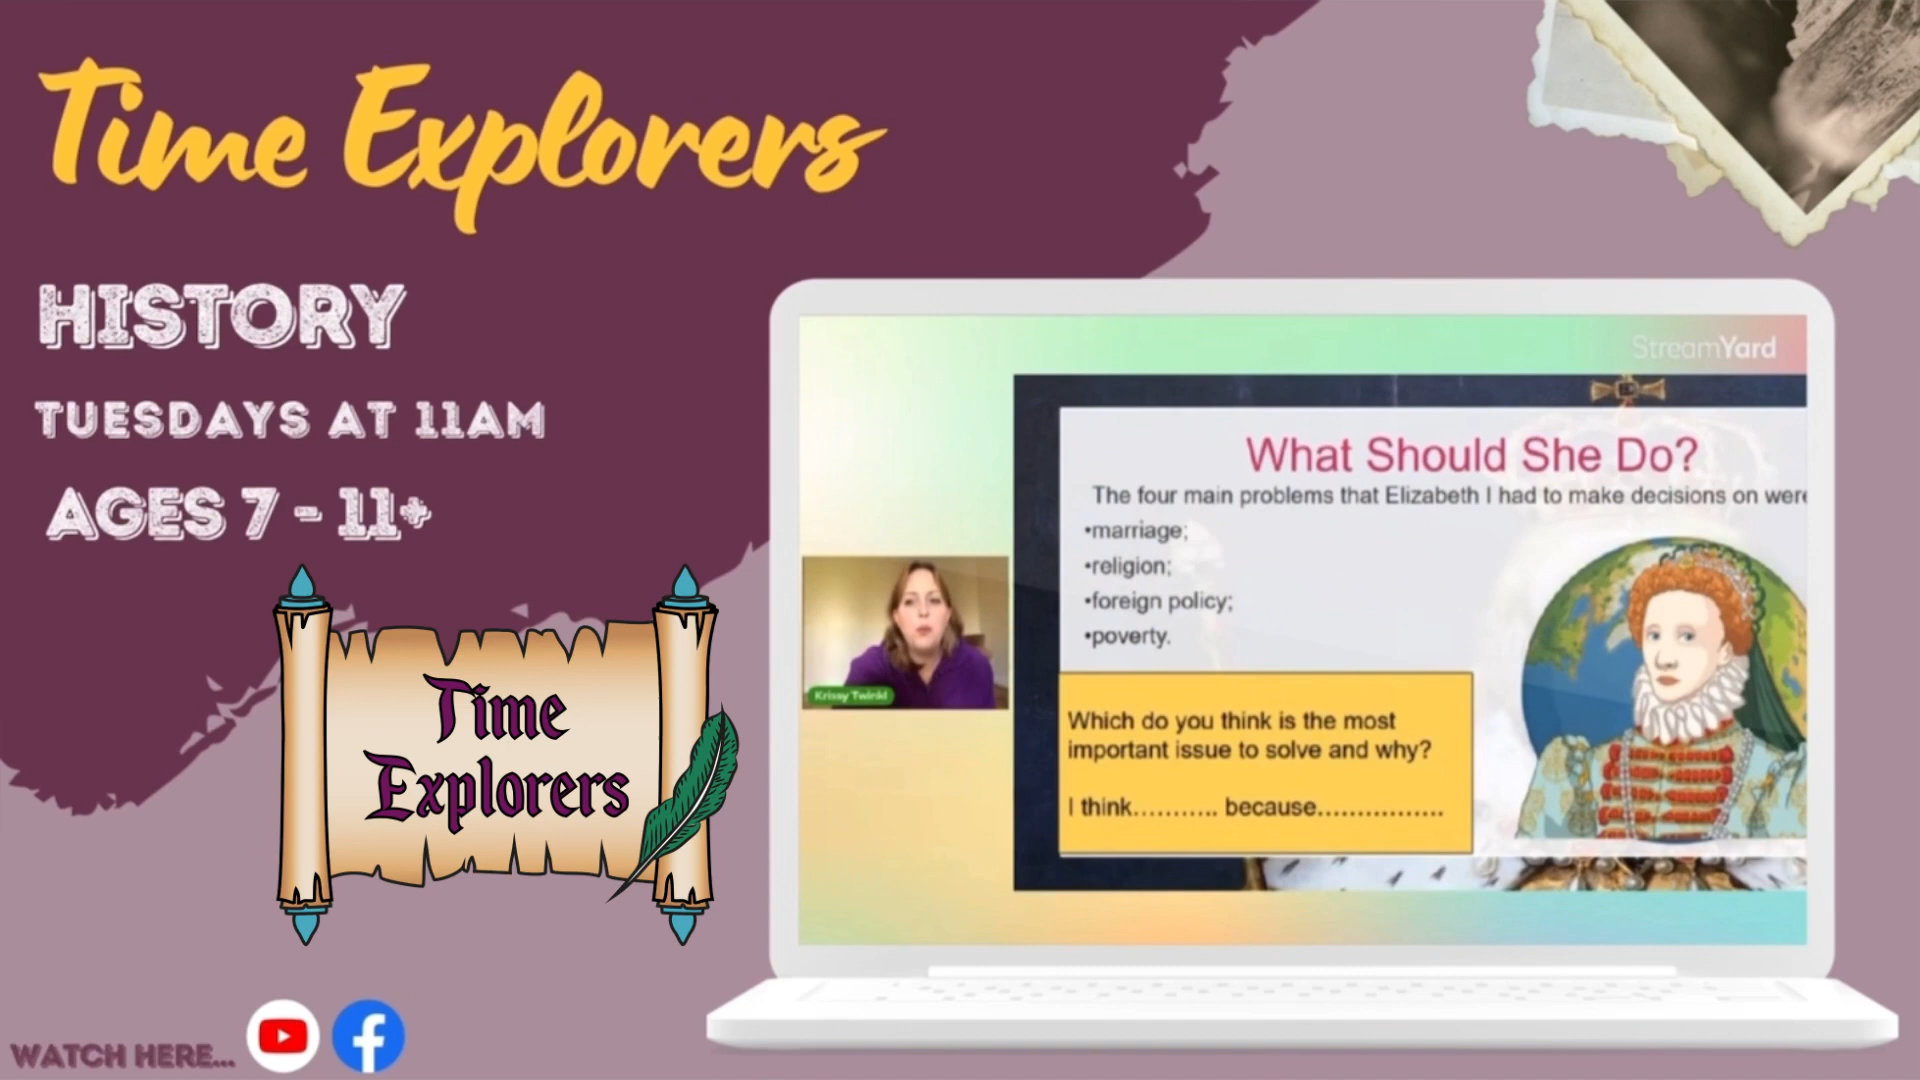 Time Explorers
HISTORY
TUESDAYS AT 11AM
AGES 7 - 11+
Time
Explorers
WATCH HERE...
StreamYard
What Should She Do?
The four main problems that Elizabeth I had to make decisions on were
•marriage;
•religion;
•foreign policy;
•poverty.
Krissy Twinkl
Which do you think is the most
important issue to solve and why?
I think........... because................